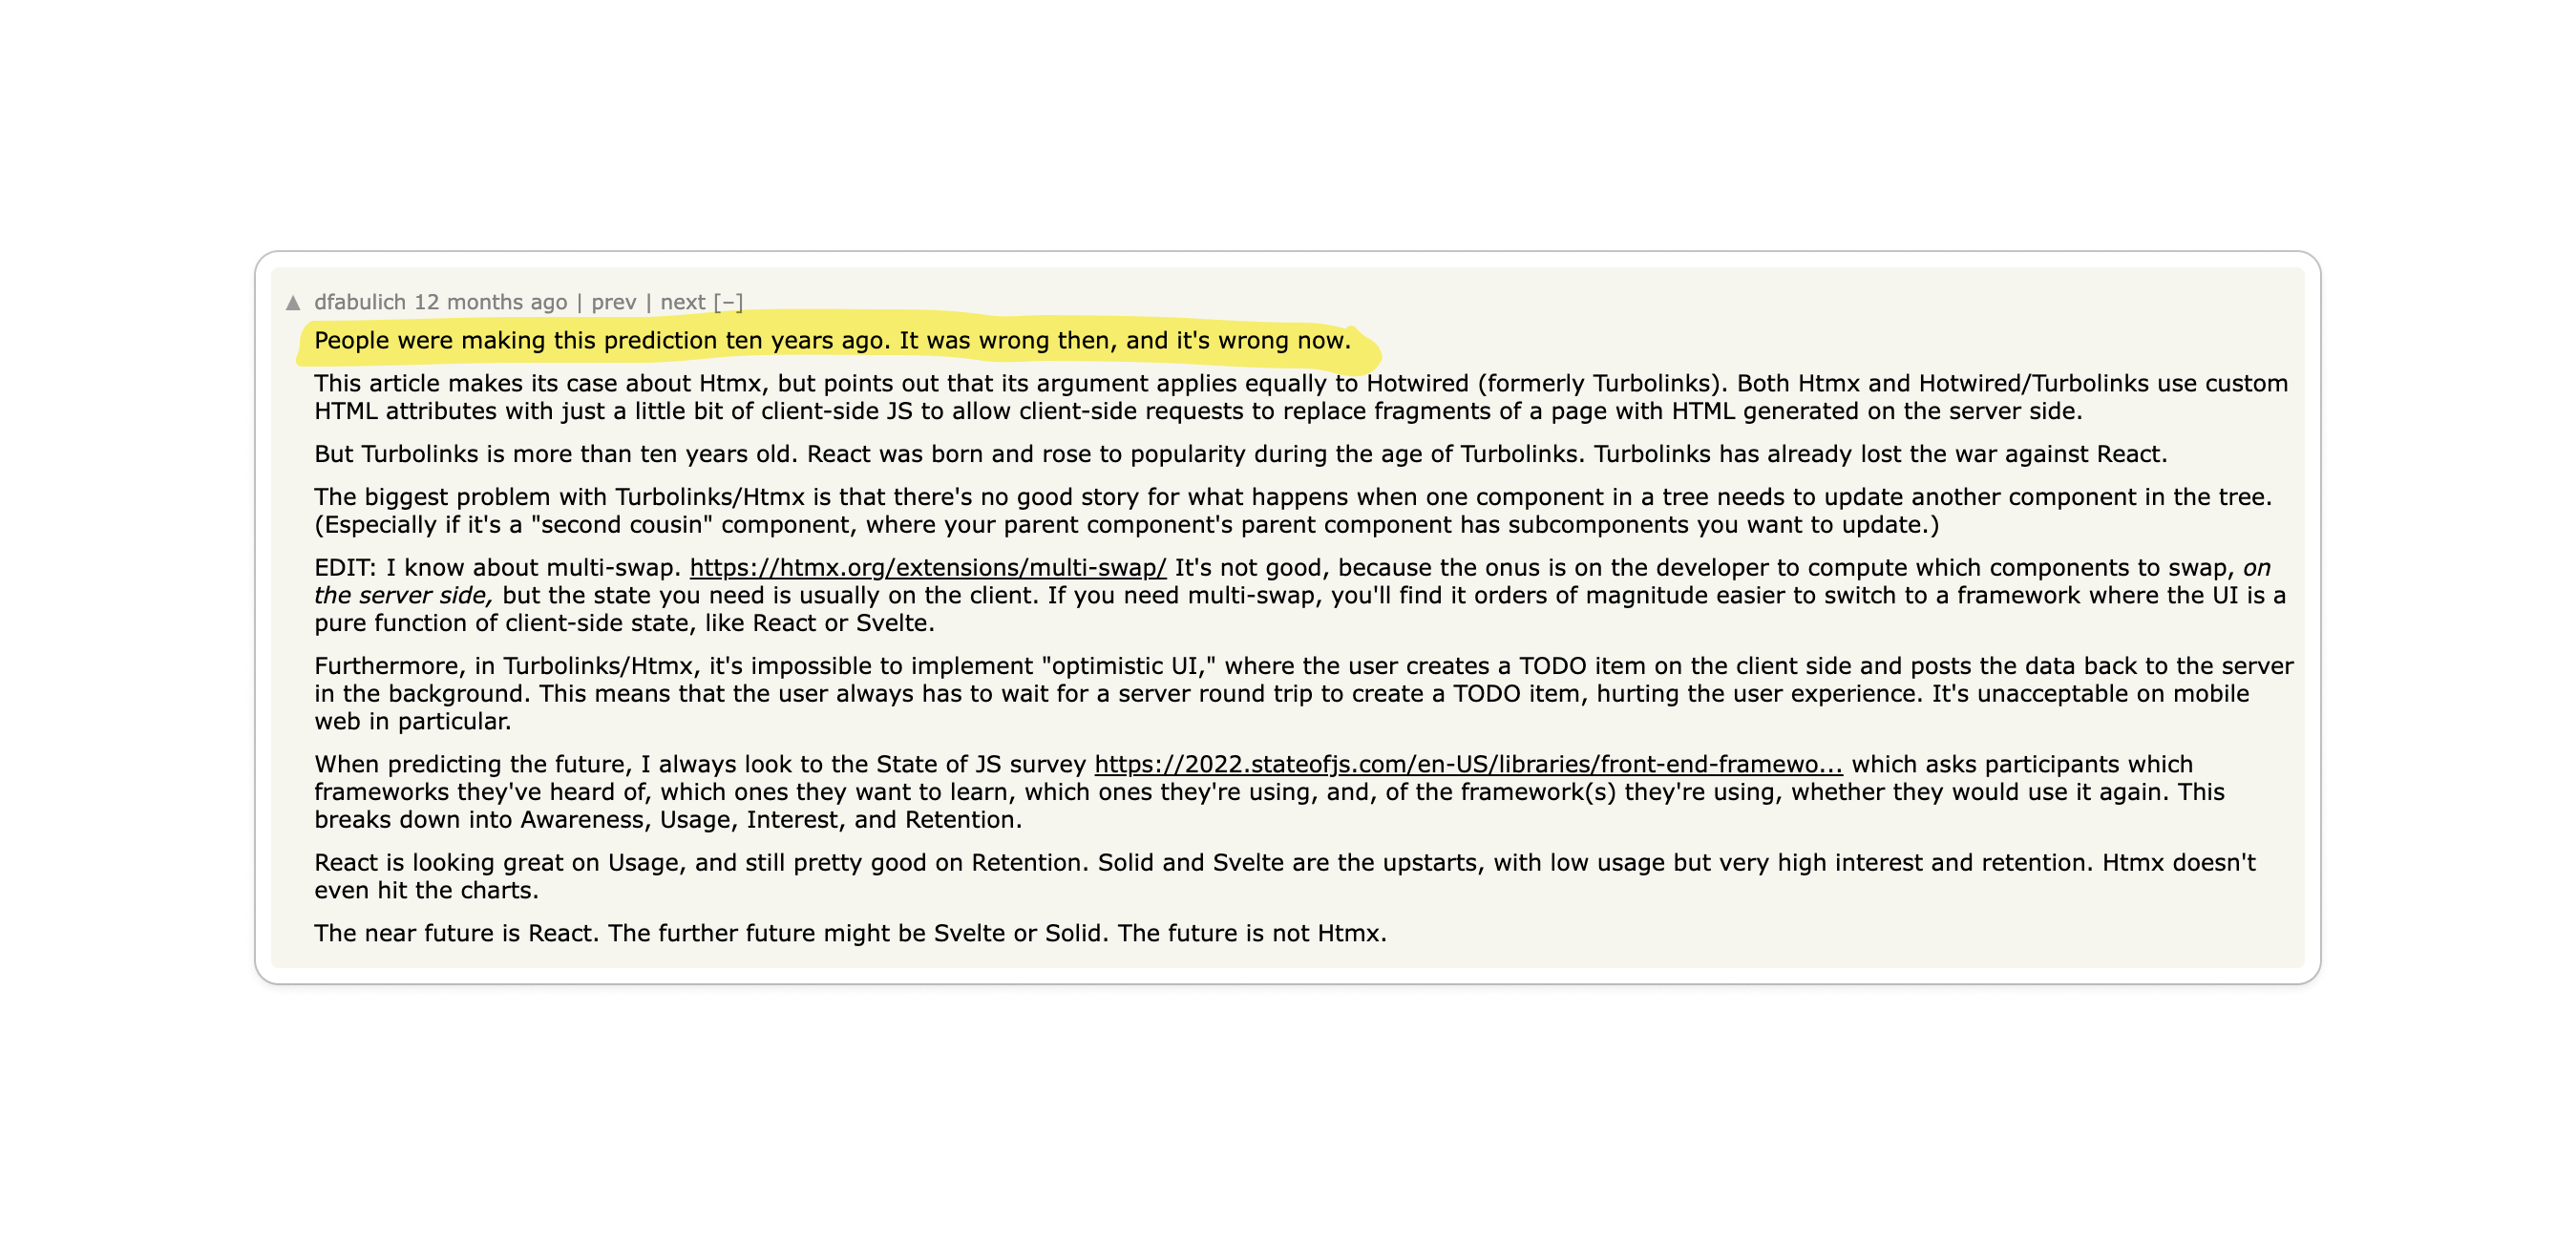 ▲ dfabulich 12 months ago | prev | next [–]
People were making this prediction ten years ago. It was wrong then, and it's wrong now.
This article makes its case about Htmx, but points out that its argument applies equally to Hotwired (formerly Turbolinks). Both Htmx and Hotwired/Turbolinks use custom
HTML attributes with just a little bit of client-side JS to allow client-side requests to replace fragments of a page with HTML generated on the server side.
But Turbolinks is more than ten years old. React was born and rose to popularity during the age of Turbolinks. Turbolinks has already lost the war against React.
The biggest problem with Turbolinks/Htmx is that there's no good story for what happens when one component in a tree needs to update another component in the tree.
(Especially if it's a "second cousin" component, where your parent component's parent component has subcomponents you want to update.)
EDIT: I know about multi-swap. https://htmx.org/extensions/multi-swap/ It's not good, because the onus is on the developer to compute which components to swap, on
the server side, but the state you need is usually on the client. If you need multi-swap, you'll find it orders of magnitude easier to switch to a framework where the UI is a
pure function of client-side state, like React or Svelte.
Furthermore, in Turbolinks/Htmx, it's impossible to implement "optimistic UI," where the user creates a TODO item on the client side and posts the data back to the server
in the background. This means that the user always has to wait for a server round trip to create a TODO item, hurting the user experience. It's unacceptable on mobile
web in particular.
When predicting the future, I always look to the State of JS survey https://2022.stateofjs.com/en-US/libraries/front-end-framewo... which asks participants which
frameworks they've heard of, which ones they want to learn, which ones they're using, and, of the framework(s) they're using, whether they would use it again. This
breaks down into Awareness, Usage, Interest, and Retention.
React is looking great on Usage, and still pretty good on Retention. Solid and Svelte are the upstarts, with low usage but very high interest and retention. Htmx doesn't
even hit the charts.
The near future is React. The further future might be Svelte or Solid. The future is not Htmx.